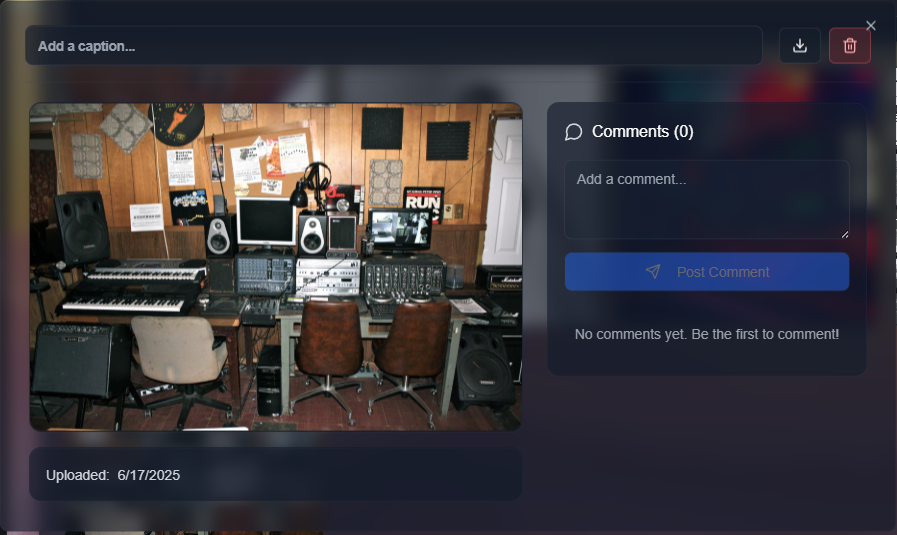 Add a caption...
Comments (0)
Add a comment...
RUN
Post Comment
No comments yet. Be the first to comment!
Uploaded: 6/17/2025